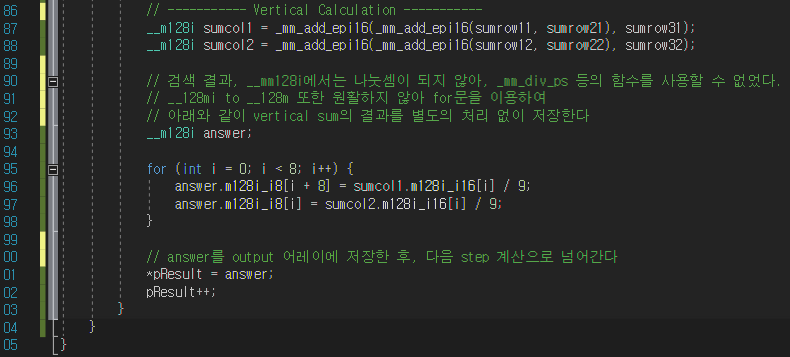 86 // ----------- Vertical Calculation -----------
87 __m128i sumcol1 = _mm_add_epi16(_mm_add_epi16(sumrow11, sumrow21), sumrow31);
88 __m128i sumcol2 = _mm_add_epi16(_mm_add_epi16(sumrow12, sumrow22), sumrow32);
89
90 // 검색 결과, __mm128i에서는 나눗셈이 되지 않아, _mm_div_ps 등의 함수를 사용할 수 없었다.
91 // __128mi to __128m 또한 원활하지 않아 for문을 이용하여
92 // 아래와 같이 vertical sum의 결과를 별도의 처리 없이 저장한다
93 __m128i answer;
94
95 for (int i = 0; i < 8; i++) {
96 answer.m128i_i8[i + 8] = sumcol1.m128i_i16[i] / 9;
97 answer.m128i_i8[i] = sumcol2.m128i_i16[i] / 9;
98 }
99
00 // answer를 output 어레이에 저장한 후, 다음 step 계산으로 넘어간다
01 *pResult = answer;
02 pResult++;
03 }
04 }
05 }